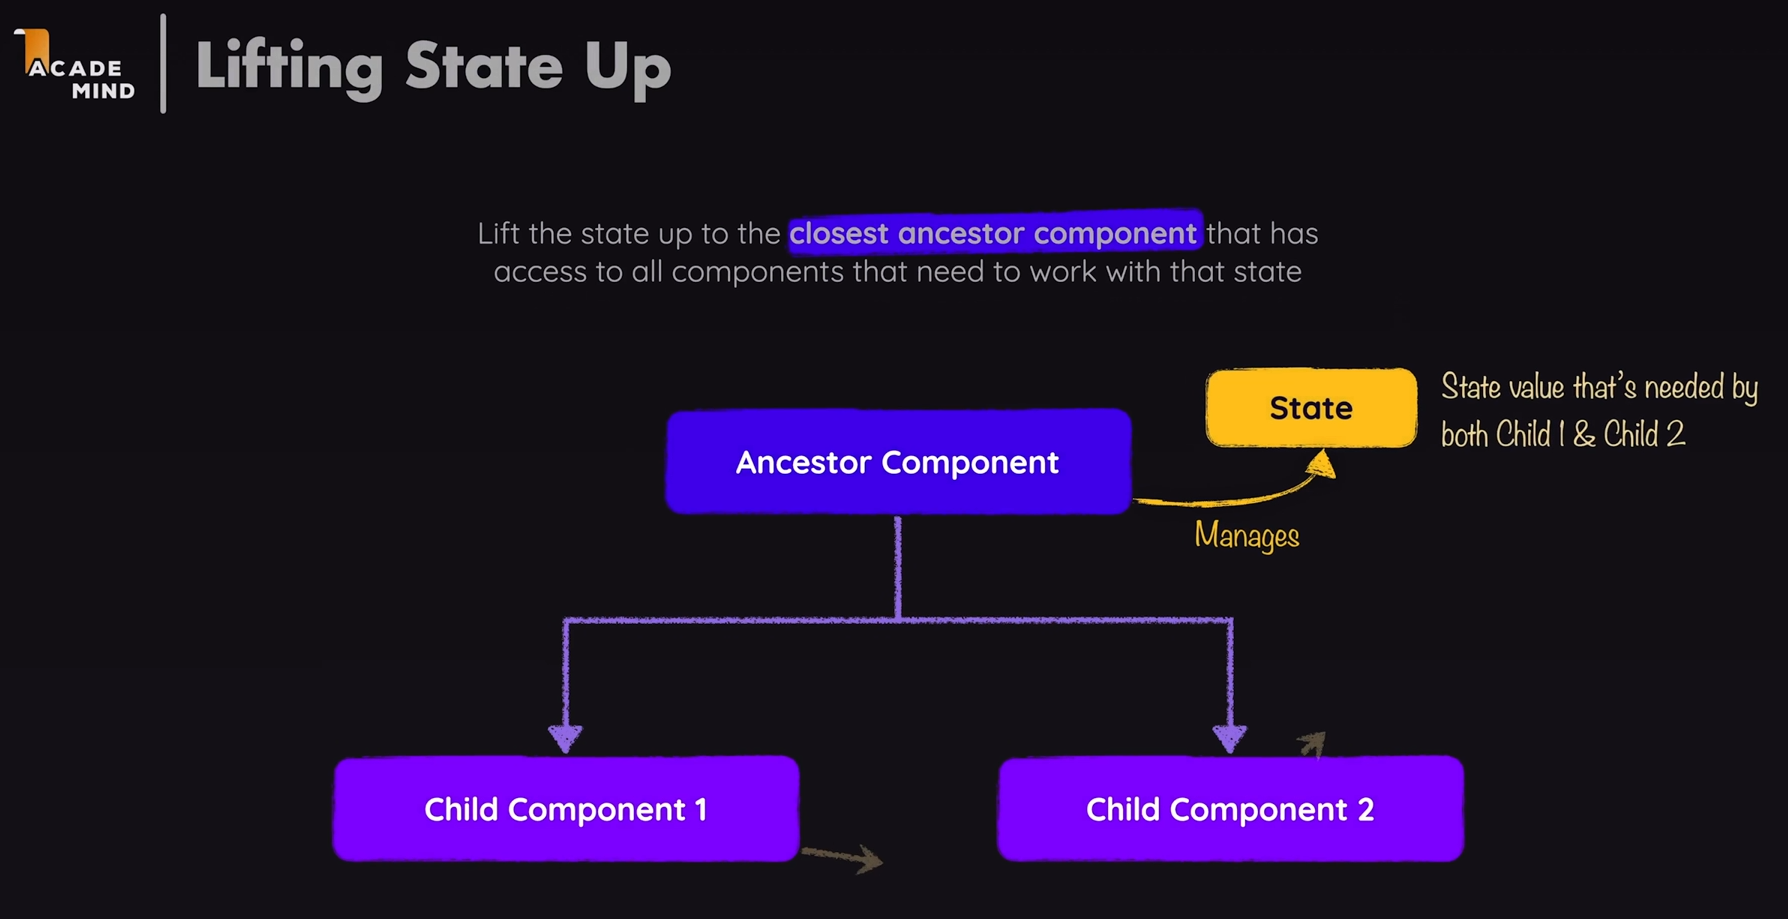 ACADE
MIND
Lifting State Up
Lift the state up to the closest ancestor component that has
access to all components that need to work with that state
State
State value that's needed by
both Child 1 & Child 2
Ancestor Component
Manages
Child Component 1
Child Component 2